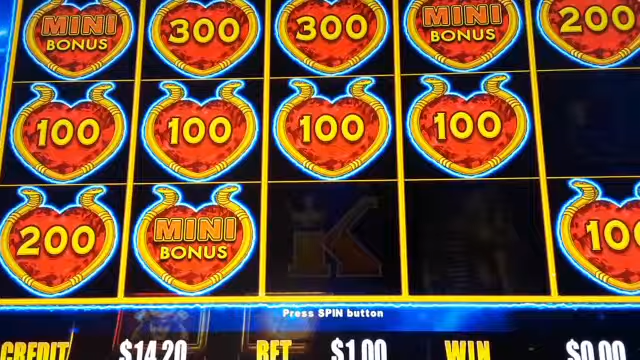 MINI BONUS 300 300 MINI BONUS 200
100 100 100 100
200 MINI BONUS K 100
Press SPIN button
CREDIT $14.20 BET $1.00 WIN $0.00